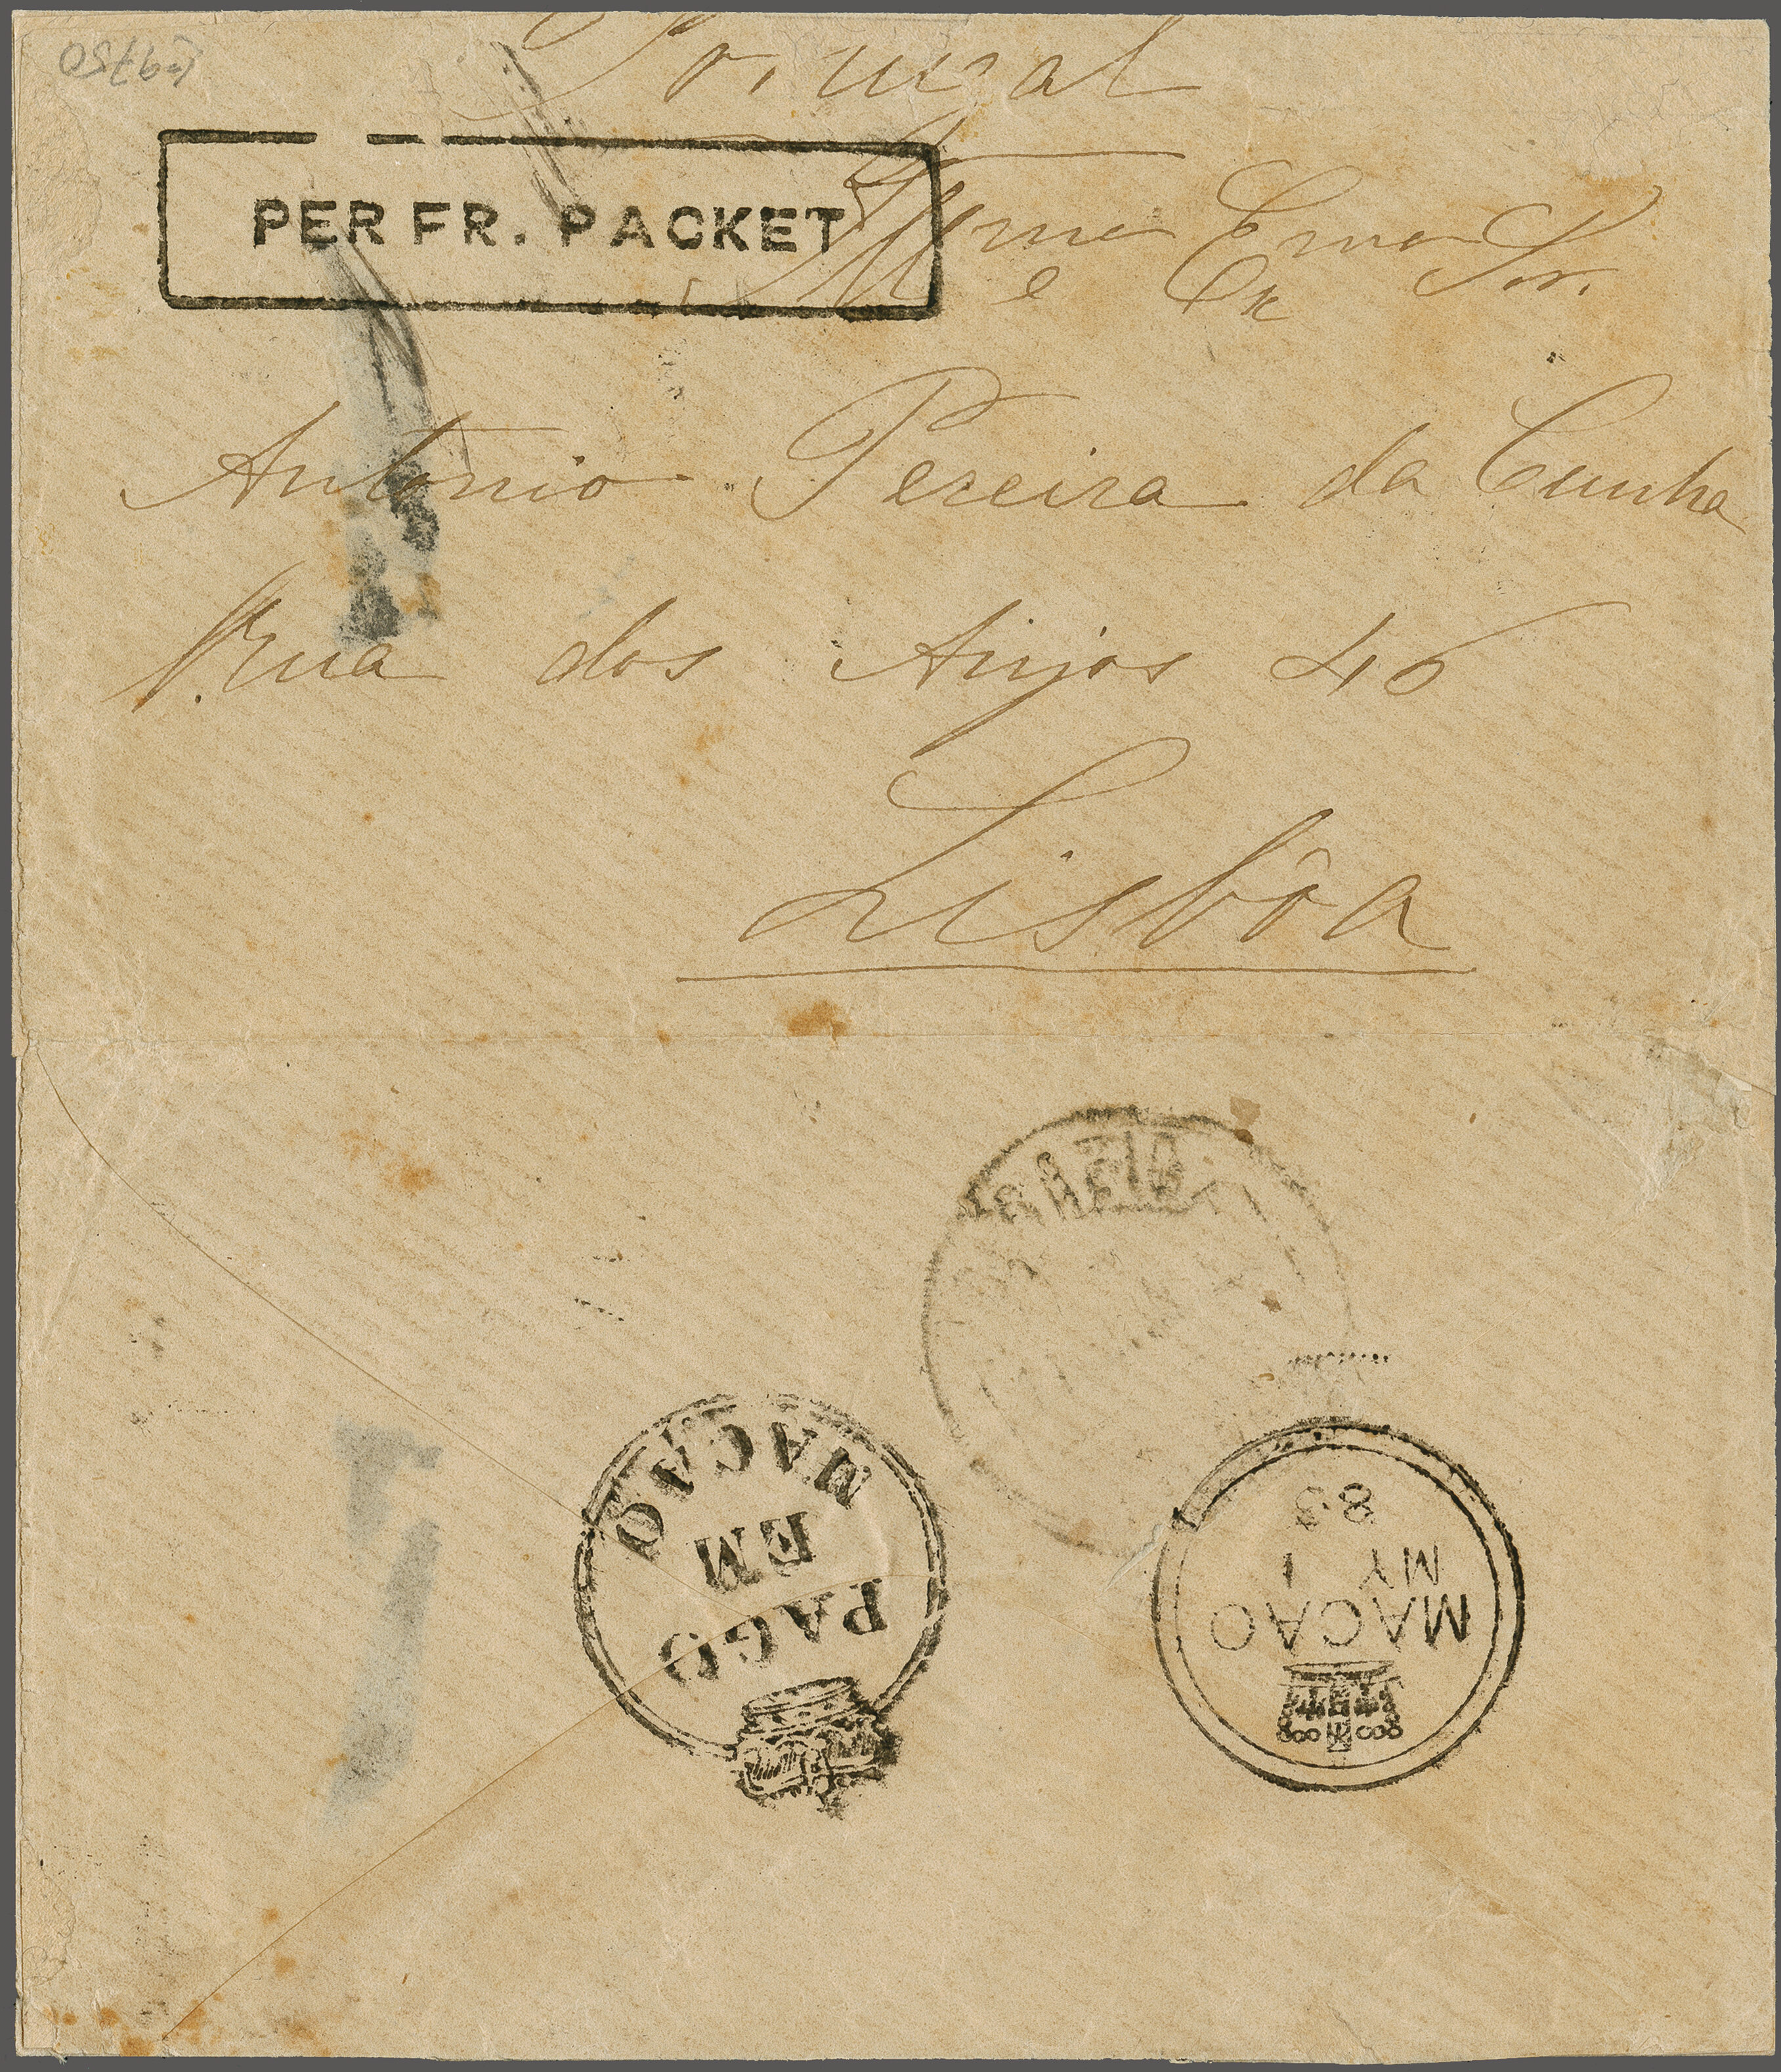 Portugal
PER FR. PACKET
Illmo e Exmo Snr.
Antonio Pereira da Cunha
Rua dos Anjos 46
Lisbôa
PAGO
EM
MACAO
MACAO
MY 1
83